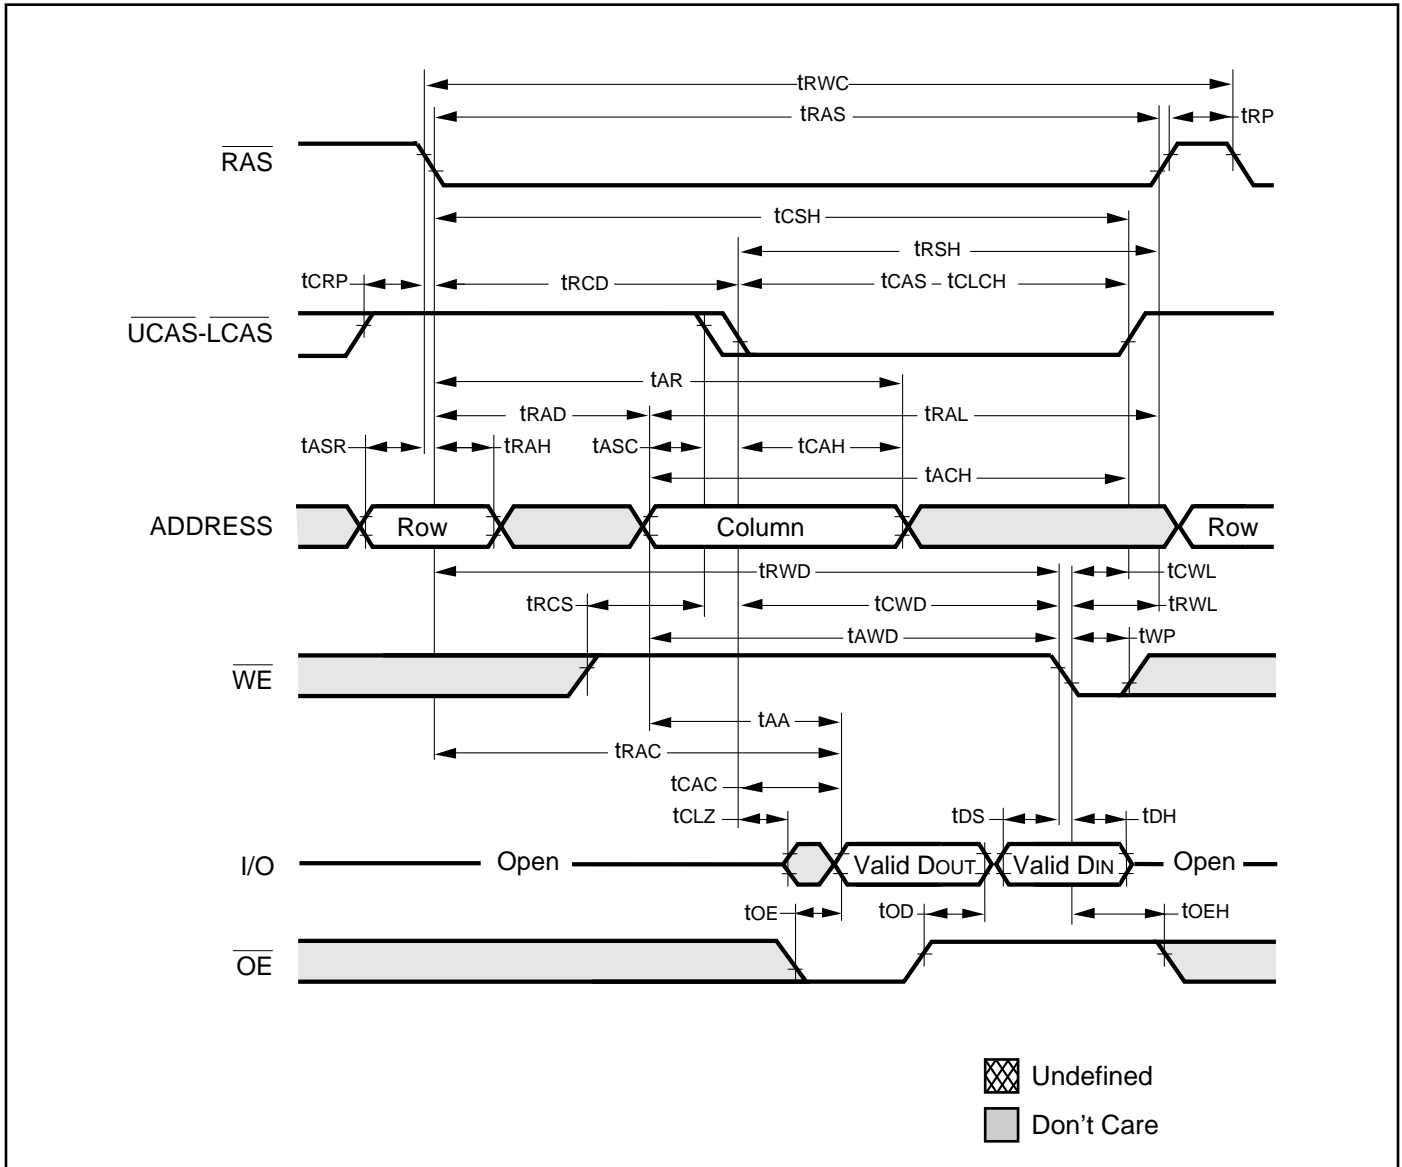 tRWC
tRAS
tRP
RAS
tCSH
tRSH
tCRP
tRCD
tCAS – tCLCH
UCAS-LCAS
tAR
tRAD
tRAL
tASR
tRAH
tASC
tCAH
tACH
ADDRESS
Row
Column
Row
tRWD
tCWL
tRCS
tCWD
tRWL
tAWD
tWP
WE
tAA
tRAC
tCAC
tCLZ
tDS
tDH
I/O
Open
Valid DOUT
Valid DIN
Open
tOE
tOD
tOEH
OE
Undefined
Don't Care